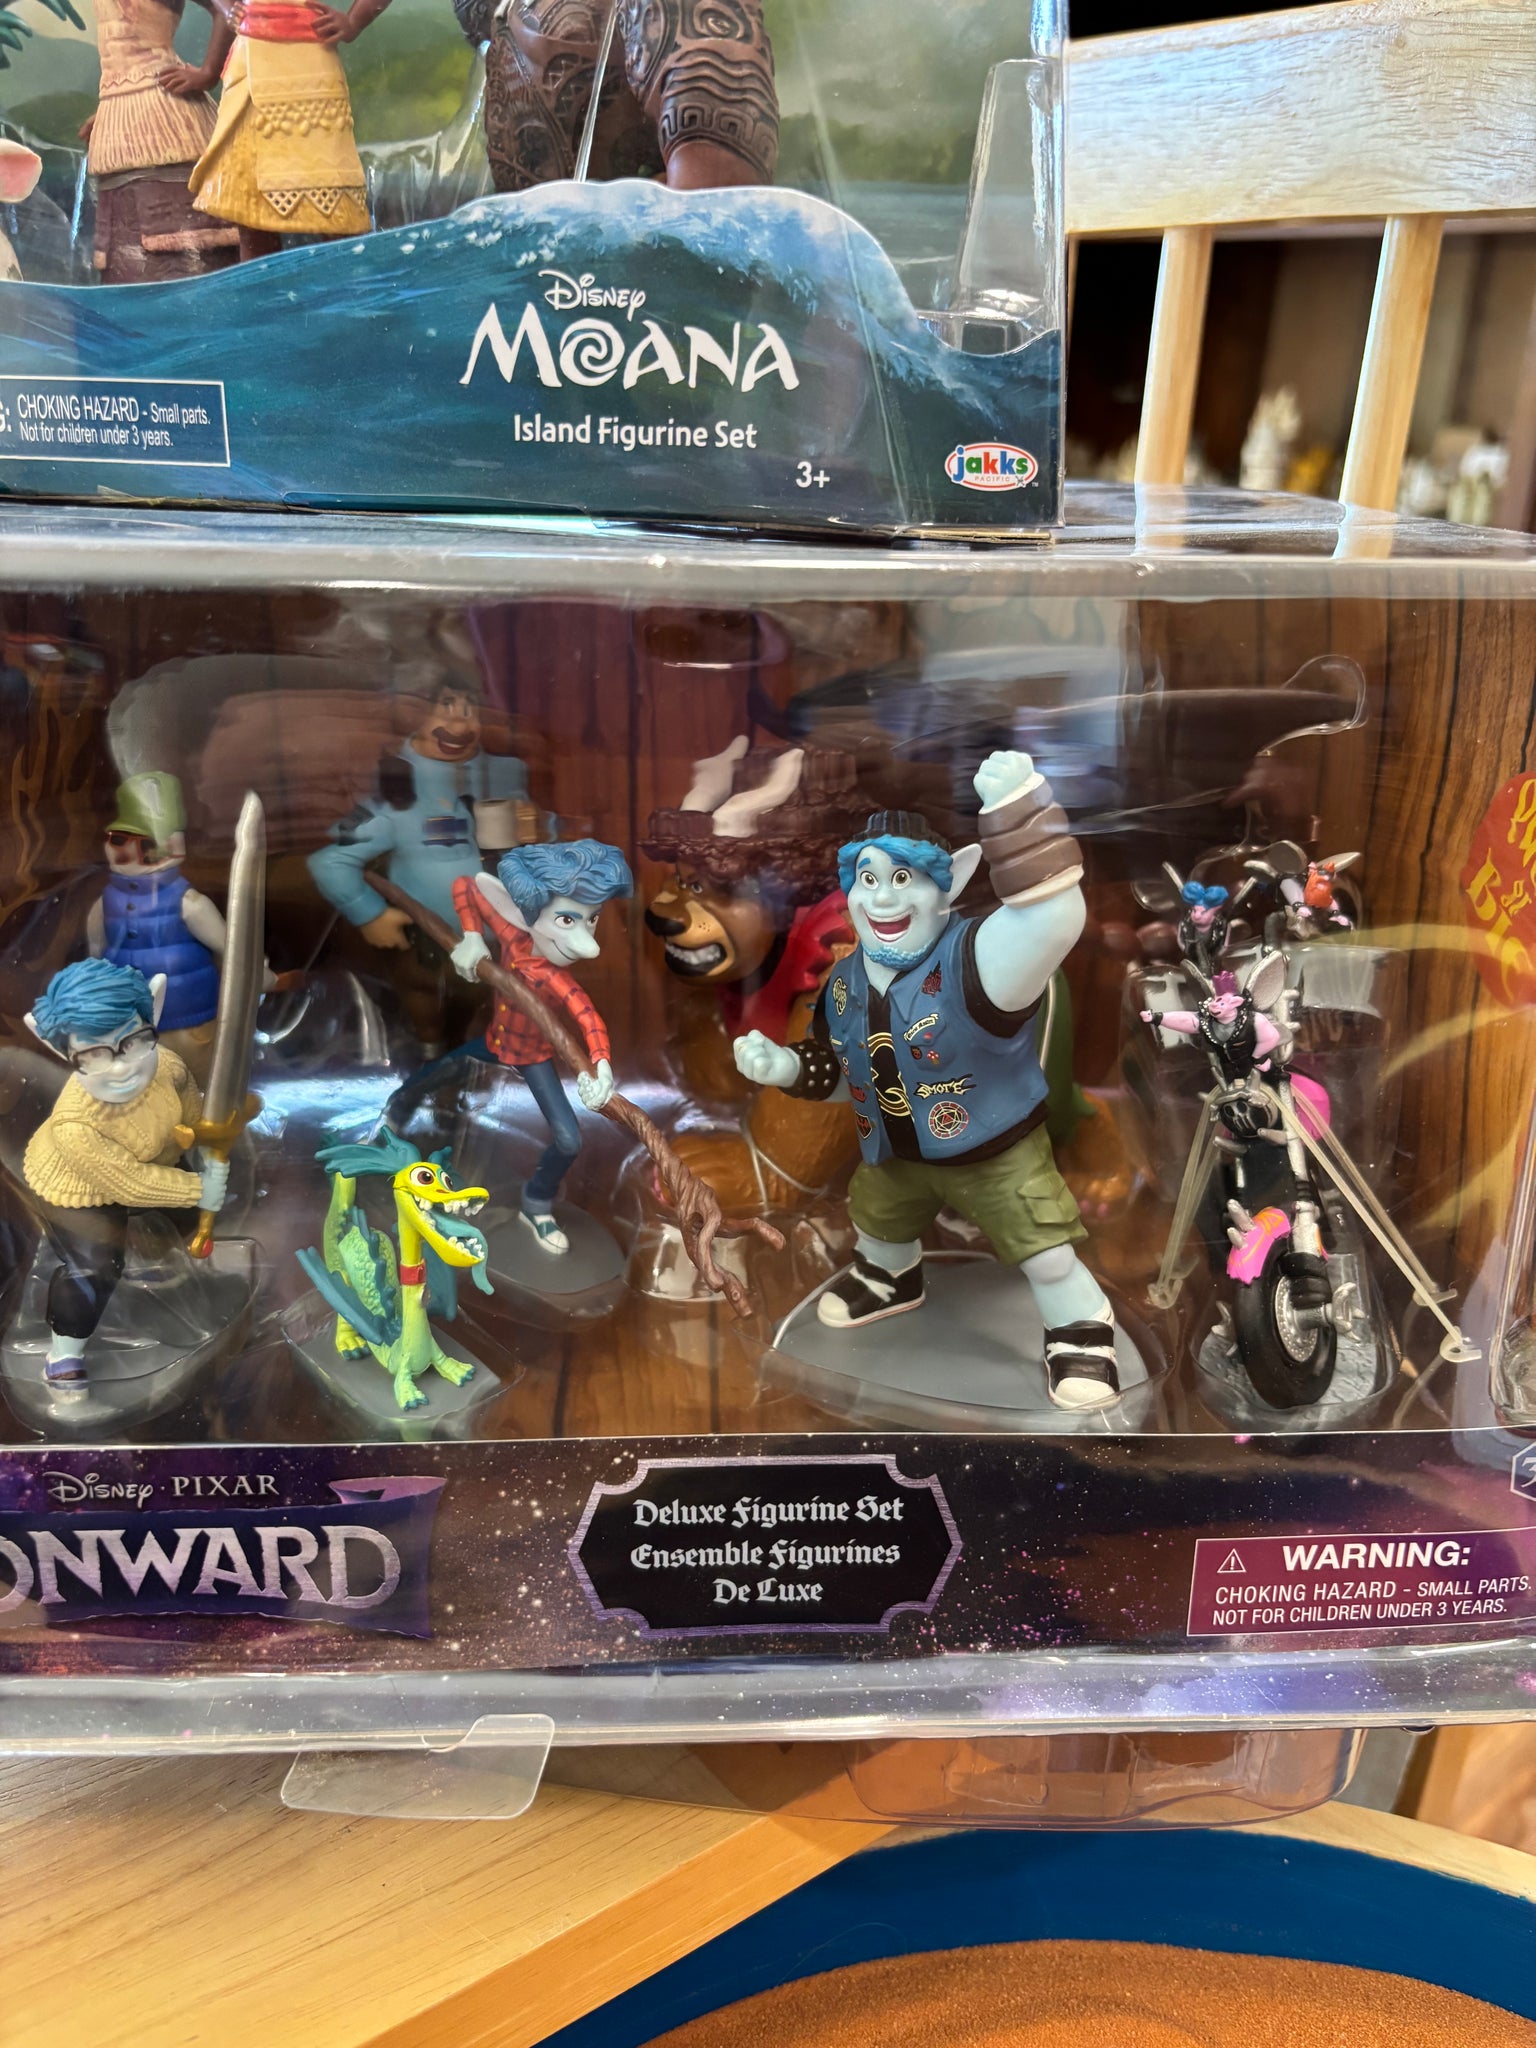 Disney
MOANA
Island Figurine Set
3+
jakks
PACIFIC
CHOKING HAZARD - Small parts.
Not for children under 3 years.
SMOTE
Disney · PIXAR
ONWARD
Deluxe Figurine Set
Ensemble Figurines
De Luxe
WARNING:
CHOKING HAZARD - SMALL PARTS.
NOT FOR CHILDREN UNDER 3 YEARS.